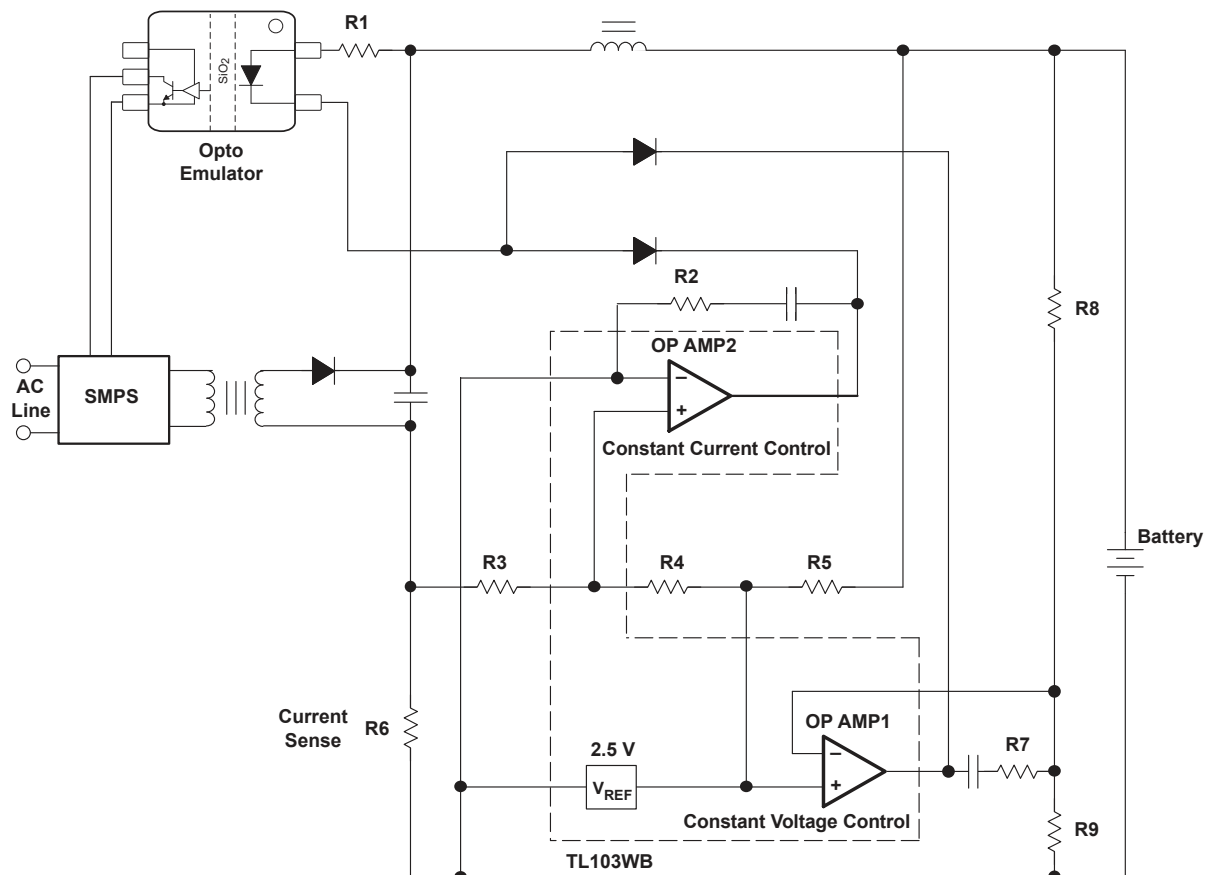 R1
SiO2
Opto
Emulator
R2
R8
OP AMP2
−
+
AC
Line
SMPS
Constant Current Control
Battery
R3
R4
R5
Current
Sense
R6
OP AMP1
−
+
R7
2.5 V
VREF
Constant Voltage Control
R9
TL103WB